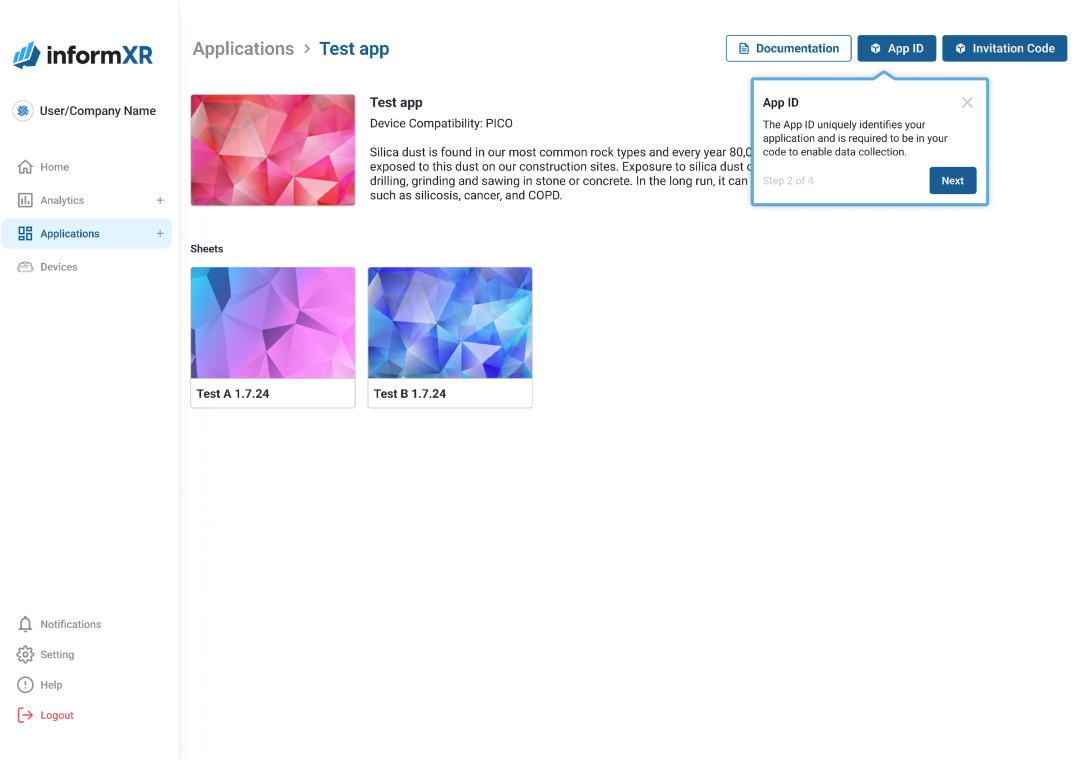 informXR
User/Company Name
Home
Analytics +
Applications +
Devices
Notifications
Setting
Help
Logout
Applications > Test app
Documentation
App ID
Invitation Code
Test app
Device Compatibility: PICO
Silica dust is found in our most common rock types and every year 80,0
exposed to this dust on our construction sites. Exposure to silica dust
drilling, grinding and sawing in stone or concrete. In the long run, it can
such as silicosis, cancer, and COPD.
App ID
The App ID uniquely identifies your
application and is required to be in your
code to enable data collection.
Step 2 of 4
Next
Sheets
Test A 1.7.24
Test B 1.7.24